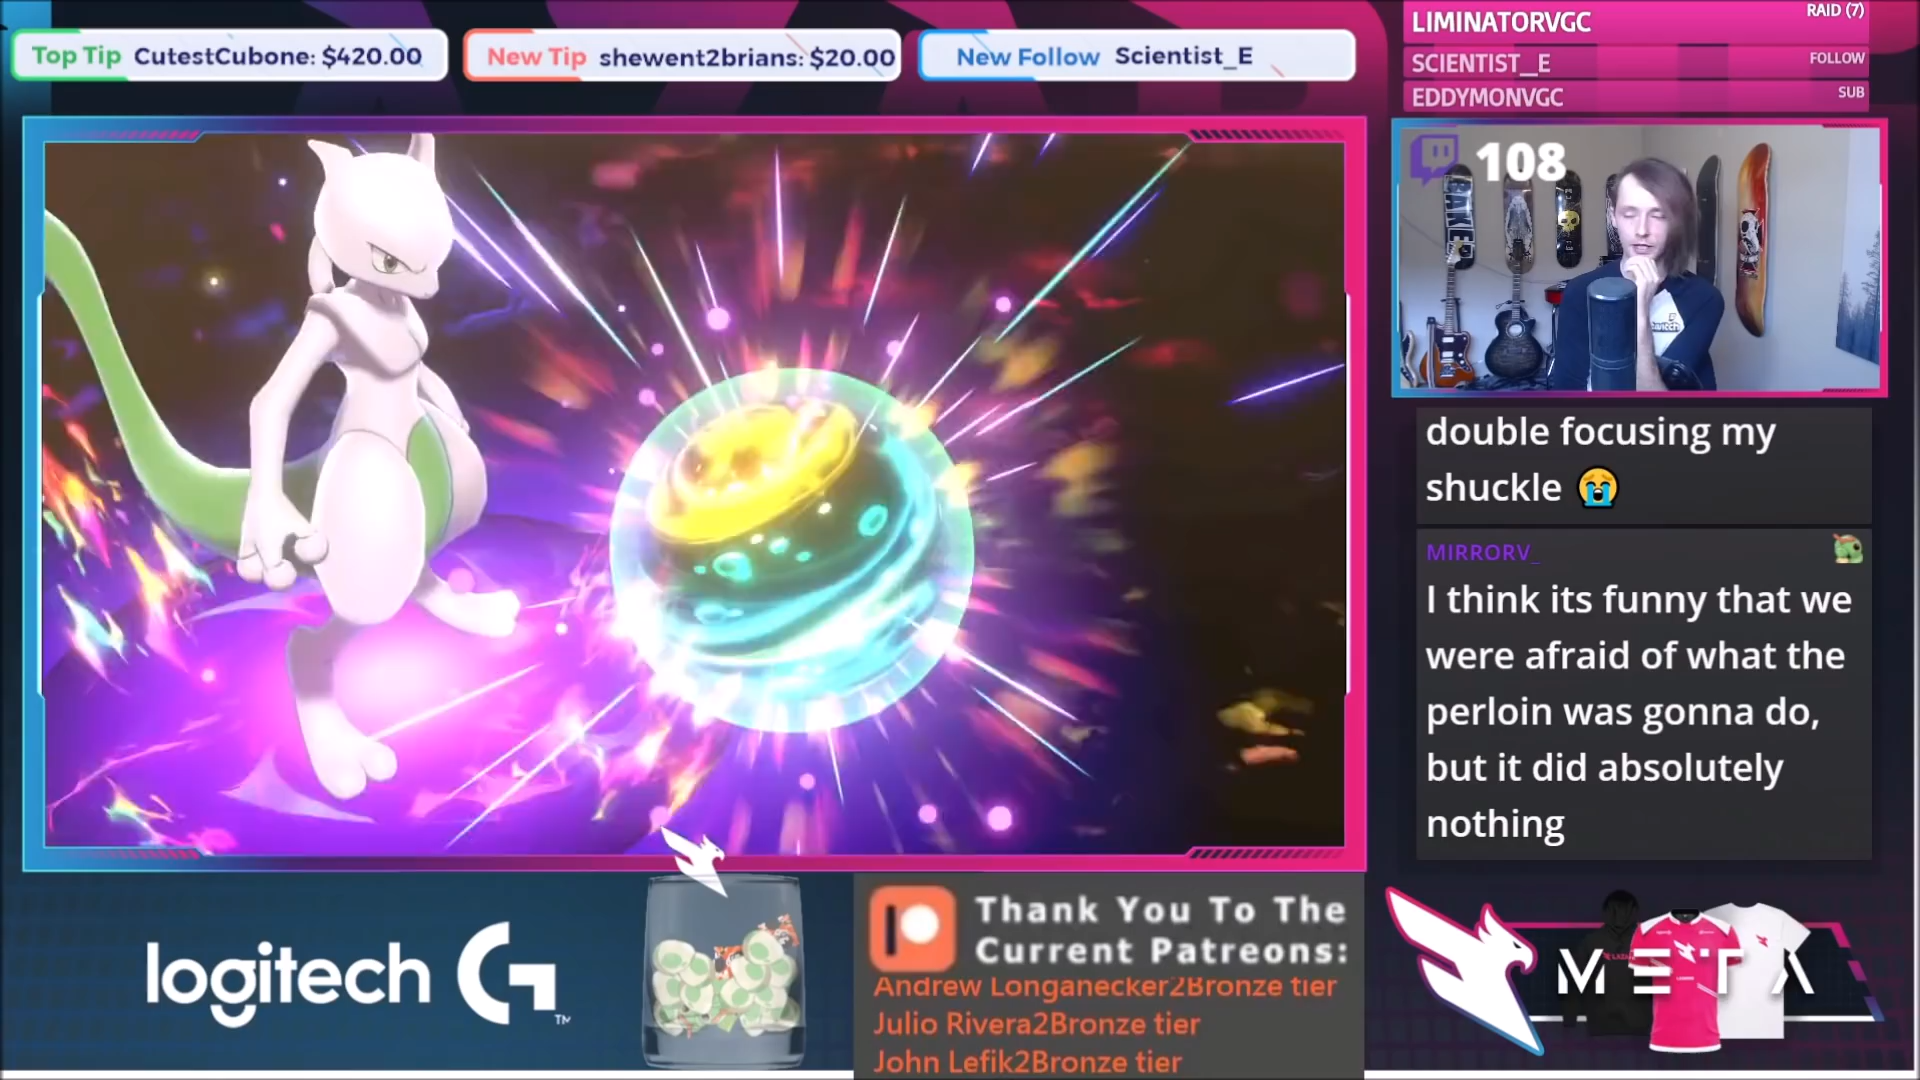 Top Tip CutestCubone: $420.00
New Tip shewent2brians: $20.00
New Follow Scientist_E
LIMINATORVGC RAID (7)
SCIENTIST_E FOLLOW
EDDYMONVGC SUB
108
double focusing my
shuckle 😭
MIRRORV_
I think its funny that we
were afraid of what the
perloin was gonna do,
but it did absolutely
nothing
logitech G TM
Thank You To The
Current Patreons:
Andrew Longanecker2Bronze tier
Julio Rivera2Bronze tier
John Lefik2Bronze tier
META